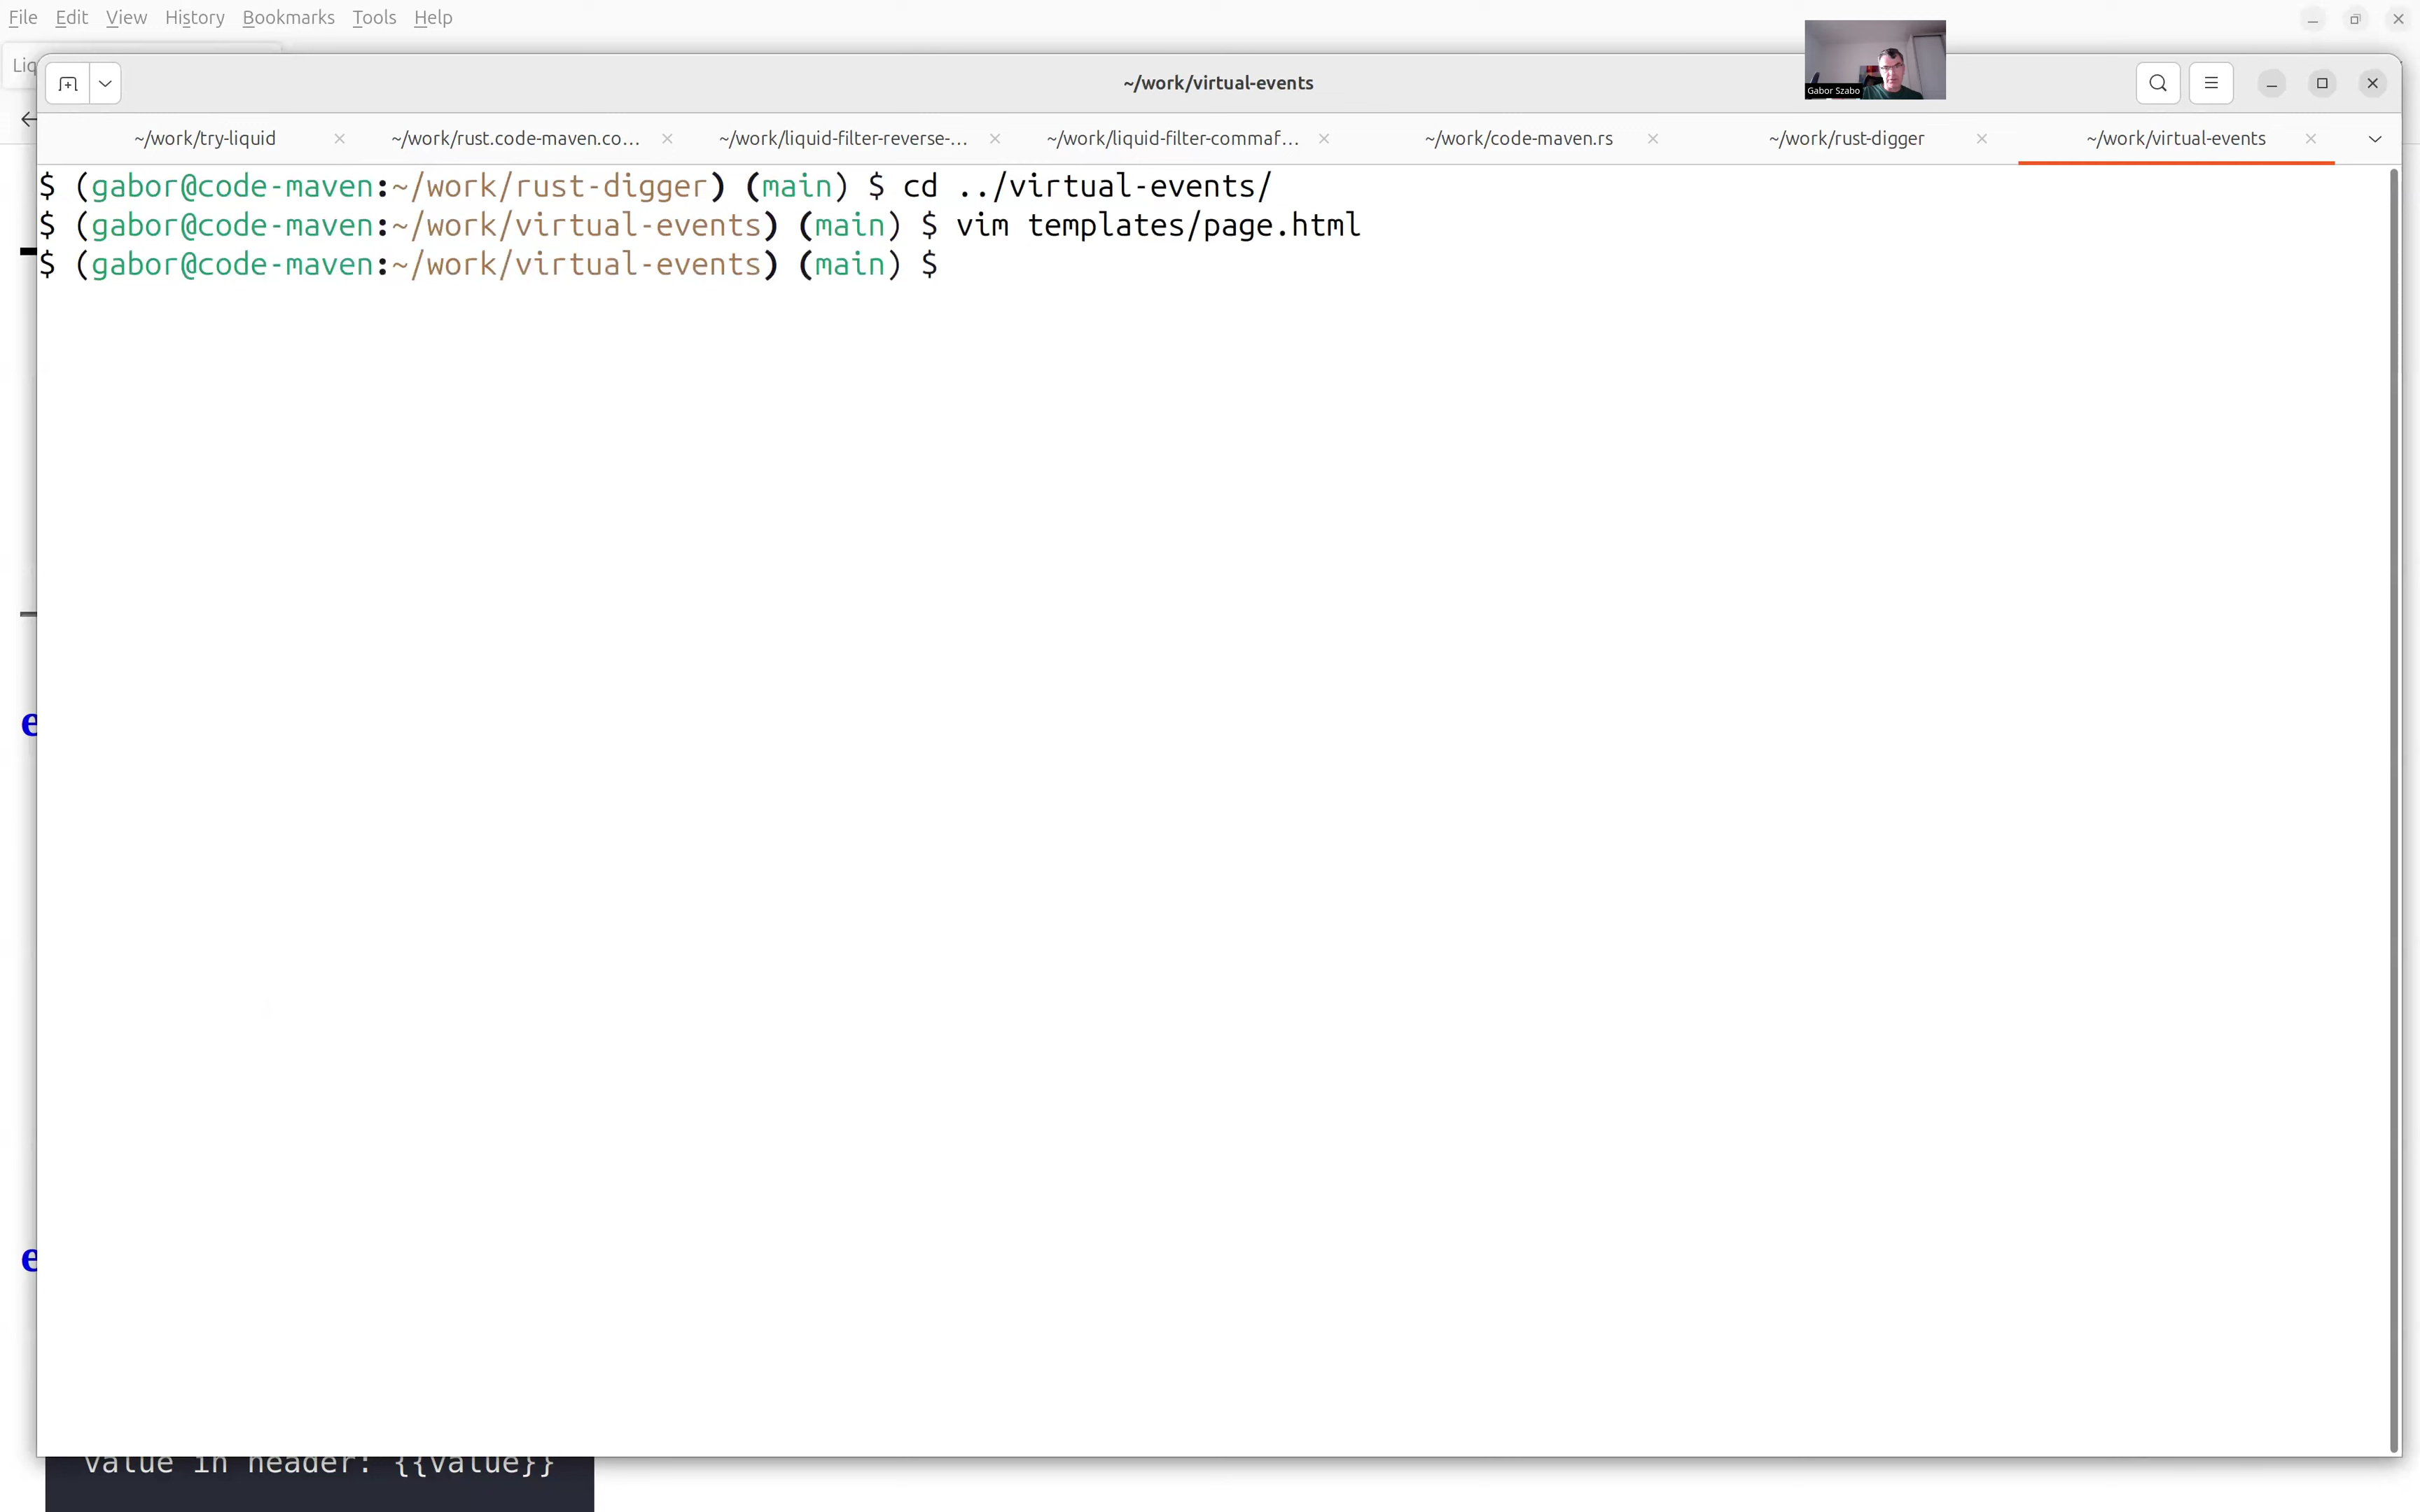 File Edit View History Bookmarks Tools Help
Liq
~/work/virtual-events
Gabor Szabo
~/work/try-liquid ~/work/rust.code-maven.co... ~/work/liquid-filter-reverse-... ~/work/liquid-filter-commaf... ~/work/code-maven.rs ~/work/rust-digger ~/work/virtual-events
$ (gabor@code-maven:~/work/rust-digger) (main) $ cd ../virtual-events/
$ (gabor@code-maven:~/work/virtual-events) (main) $ vim templates/page.html
$ (gabor@code-maven:~/work/virtual-events) (main) $
e
e
value in header: {{value}}